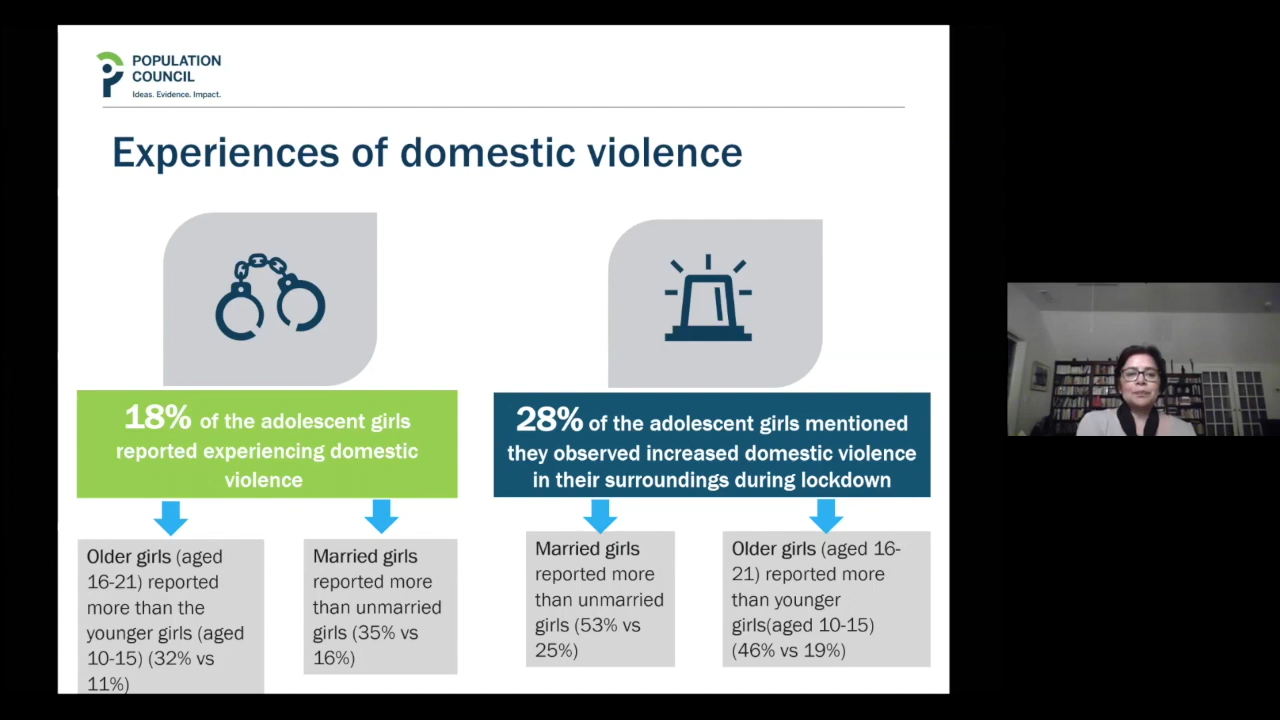 POPULATION
COUNCIL
Ideas. Evidence. Impact.
Experiences of domestic violence
18% of the adolescent girls
reported experiencing domestic
violence
28% of the adolescent girls mentioned
they observed increased domestic violence
in their surroundings during lockdown
Older girls (aged
16-21) reported
more than the
younger girls (aged
10-15) (32% vs
11%)
Married girls
reported more
than unmarried
girls (35% vs
16%)
Married girls
reported more
than unmarried
girls (53% vs
25%)
Older girls (aged 16-
21) reported more
than younger
girls(aged 10-15)
(46% vs 19%)